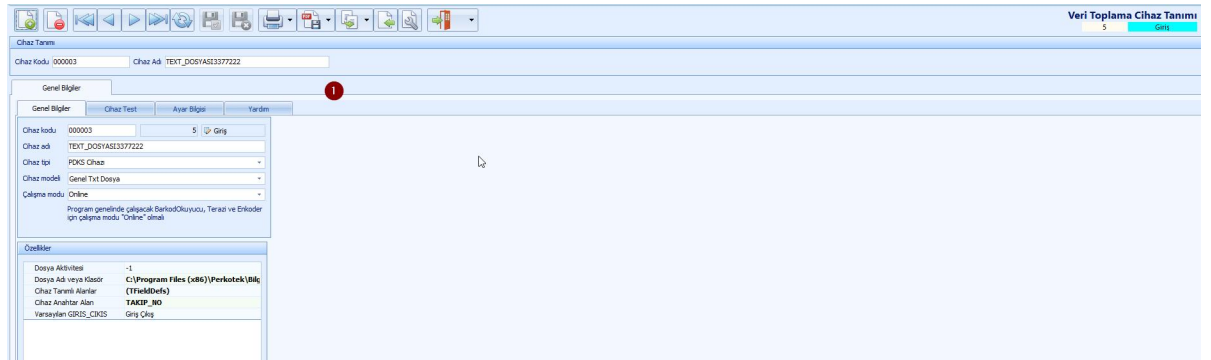 Veri Toplama Cihaz Tanımı
5 Giriş
Cihaz Tanımı
Cihaz Kodu 000003 Cihaz Adı TEXT_DOSYASI3377222
Genel Bilgiler
1
Genel Bilgiler Cihaz Test Ayar Bilgisi Yardım
Cihaz kodu 000003 5 Giriş
Cihaz adı TEXT_DOSYASI3377222
Cihaz tipi PDKS Cihazı
Cihaz modeli Genel Txt Dosya
Çalışma modu Online
Program genelinde çalışacak BarkodOkuyucu, Terazi ve Enkoder
için çalışma modu "Online" olmalı
Özellikler
Dosya Aktivitesi -1
Dosya Adı veya Klasör C:\Program Files (x86)\Perkotek\Bilg
Cihaz Tanımlı Alanlar (TFieldDefs)
Cihaz Anahtar Alan TAKIP_NO
Varsayılan GIRIS_CIKIS Giriş Çıkış